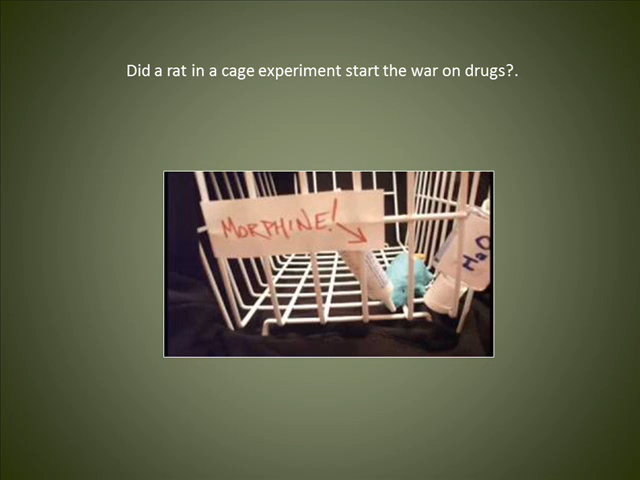 Did a rat in a cage experiment start the war on drugs?.
MORPHINE!
H2O